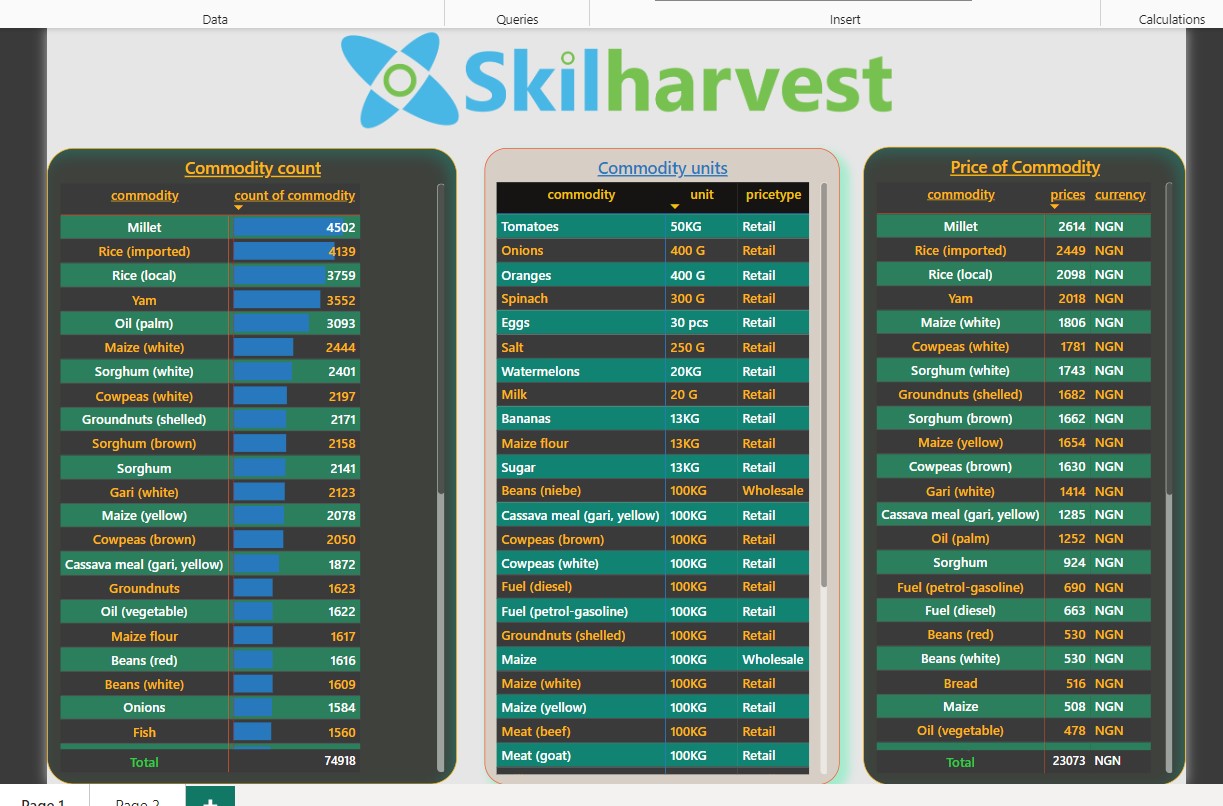 Data Queries Insert Calculations
Skilharvest
Commodity count
commodity count of commodity
Millet 4502
Rice (imported) 4139
Rice (local) 3759
Yam 3552
Oil (palm) 3093
Maize (white) 2444
Sorghum (white) 2401
Cowpeas (white) 2197
Groundnuts (shelled) 2171
Sorghum (brown) 2158
Sorghum 2141
Gari (white) 2123
Maize (yellow) 2078
Cowpeas (brown) 2050
Cassava meal (gari, yellow) 1872
Groundnuts 1623
Oil (vegetable) 1622
Maize flour 1617
Beans (red) 1616
Beans (white) 1609
Onions 1584
Fish 1560
Total 74918
Commodity units
commodity unit pricetype
Tomatoes 50KG Retail
Onions 400 G Retail
Oranges 400 G Retail
Spinach 300 G Retail
Eggs 30 pcs Retail
Salt 250 G Retail
Watermelons 20KG Retail
Milk 20 G Retail
Bananas 13KG Retail
Maize flour 13KG Retail
Sugar 13KG Retail
Beans (niebe) 100KG Wholesale
Cassava meal (gari, yellow) 100KG Retail
Cowpeas (brown) 100KG Retail
Cowpeas (white) 100KG Retail
Fuel (diesel) 100KG Retail
Fuel (petrol-gasoline) 100KG Retail
Groundnuts (shelled) 100KG Retail
Maize 100KG Wholesale
Maize (white) 100KG Retail
Maize (yellow) 100KG Retail
Meat (beef) 100KG Retail
Meat (goat) 100KG Retail
Price of Commodity
commodity prices currency
Millet 2614 NGN
Rice (imported) 2449 NGN
Rice (local) 2098 NGN
Yam 2018 NGN
Maize (white) 1806 NGN
Cowpeas (white) 1781 NGN
Sorghum (white) 1743 NGN
Groundnuts (shelled) 1682 NGN
Sorghum (brown) 1662 NGN
Maize (yellow) 1654 NGN
Cowpeas (brown) 1630 NGN
Gari (white) 1414 NGN
Cassava meal (gari, yellow) 1285 NGN
Oil (palm) 1252 NGN
Sorghum 924 NGN
Fuel (petrol-gasoline) 690 NGN
Fuel (diesel) 663 NGN
Beans (red) 530 NGN
Beans (white) 530 NGN
Bread 516 NGN
Maize 508 NGN
Oil (vegetable) 478 NGN
Total 23073 NGN
Page 1 Page 2 +